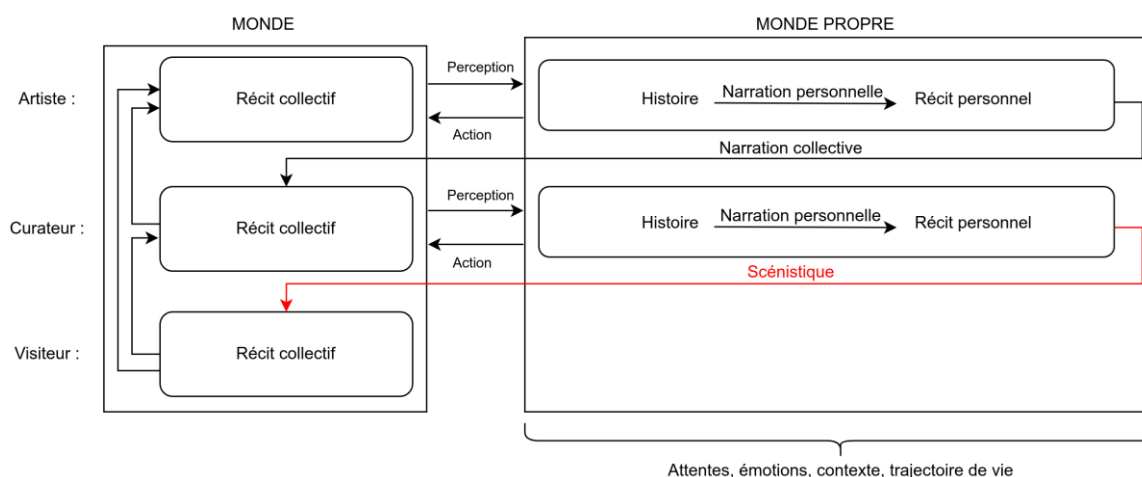 MONDE
MONDE PROPRE
Artiste :
Récit collectif
Perception
Action
Histoire
Narration personnelle
Récit personnel
Narration collective
Curateur :
Récit collectif
Perception
Action
Histoire
Narration personnelle
Récit personnel
Scénistique
Visiteur :
Récit collectif
Attentes, émotions, contexte, trajectoire de vie